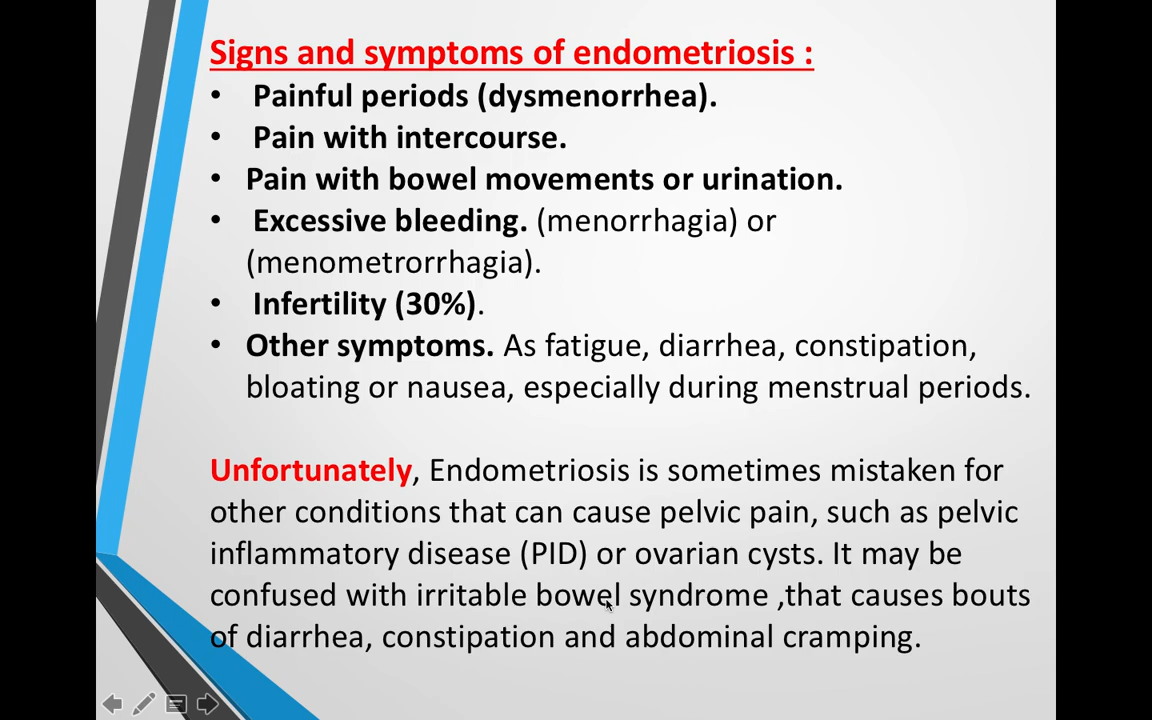 Signs and symptoms of endometriosis :
• Painful periods (dysmenorrhea).
• Pain with intercourse.
• Pain with bowel movements or urination.
• Excessive bleeding. (menorrhagia) or
(menometrorrhagia).
• Infertility (30%).
• Other symptoms. As fatigue, diarrhea, constipation,
bloating or nausea, especially during menstrual periods.
Unfortunately, Endometriosis is sometimes mistaken for
other conditions that can cause pelvic pain, such as pelvic
inflammatory disease (PID) or ovarian cysts. It may be
confused with irritable bowel syndrome ,that causes bouts
of diarrhea, constipation and abdominal cramping.